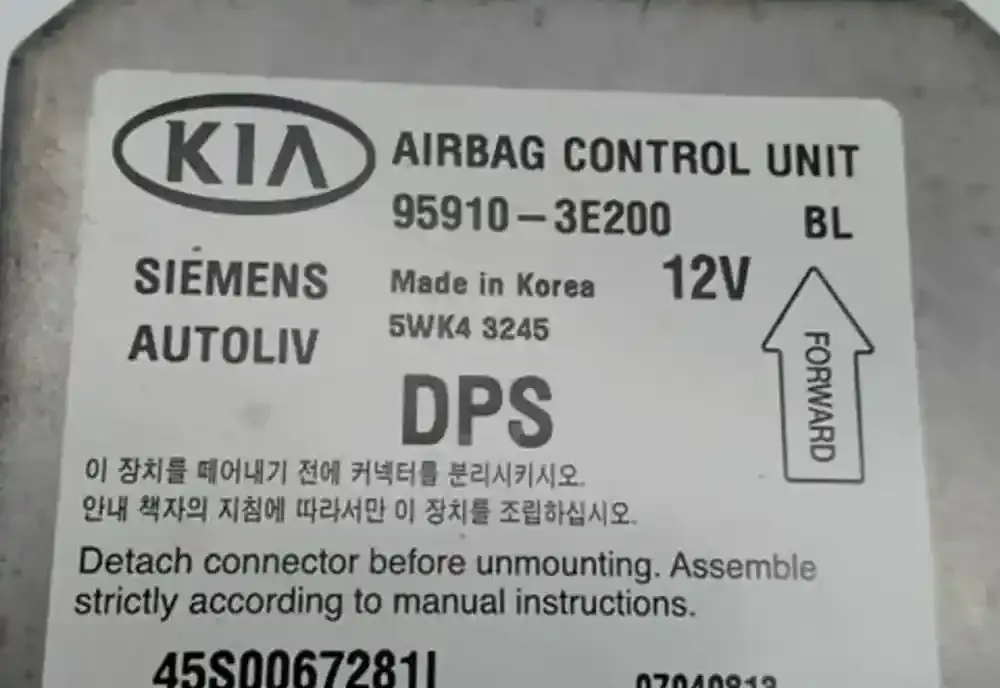 KIA
AIRBAG CONTROL UNIT
95910-3E200 BL
SIEMENS
AUTOLIV
Made in Korea 12V
5WK4 3245
DPS
FORWARD
이 장치를 떼어내기 전에 커넥터를 분리시키시오.
안내 책자의 지침에 따라서만 이 장치를 조립하십시오.
Detach connector before unmounting. Assemble
strictly according to manual instructions.
45S0067281I